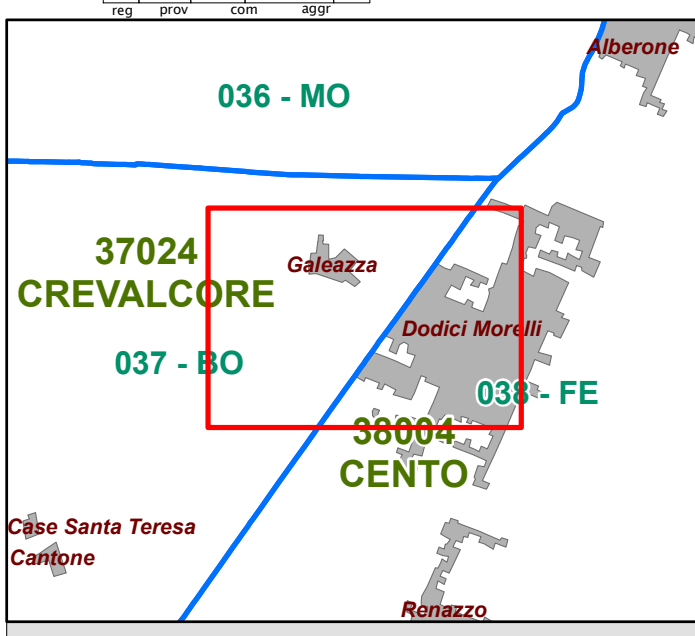 reg prov com aggr
Alberone
036 - MO
37024
CREVALCORE
Galeazza
Dodici Morelli
037 - BO
038 - FE
38004
CENTO
Case Santa Teresa
Cantone
Renazzo